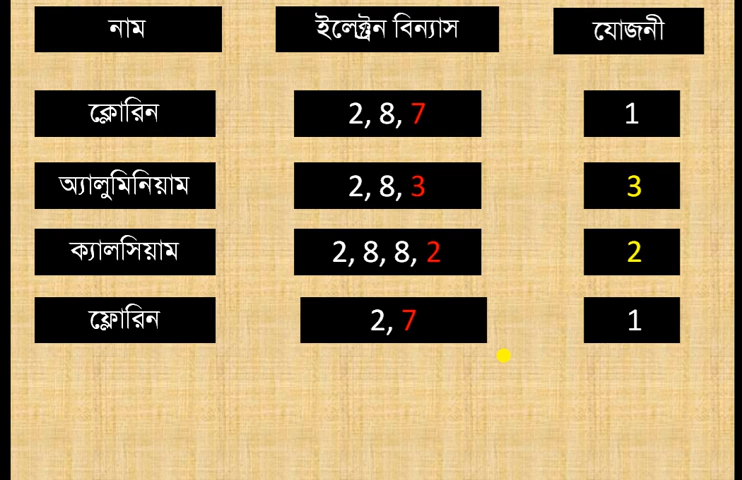 নাম ইলেক্ট্রন বিন্যাস যোজনী
ক্লোরিন 2, 8, 7 1
অ্যালুমিনিয়াম 2, 8, 3 3
ক্যালসিয়াম 2, 8, 8, 2 2
ফ্লোরিন 2, 7 1